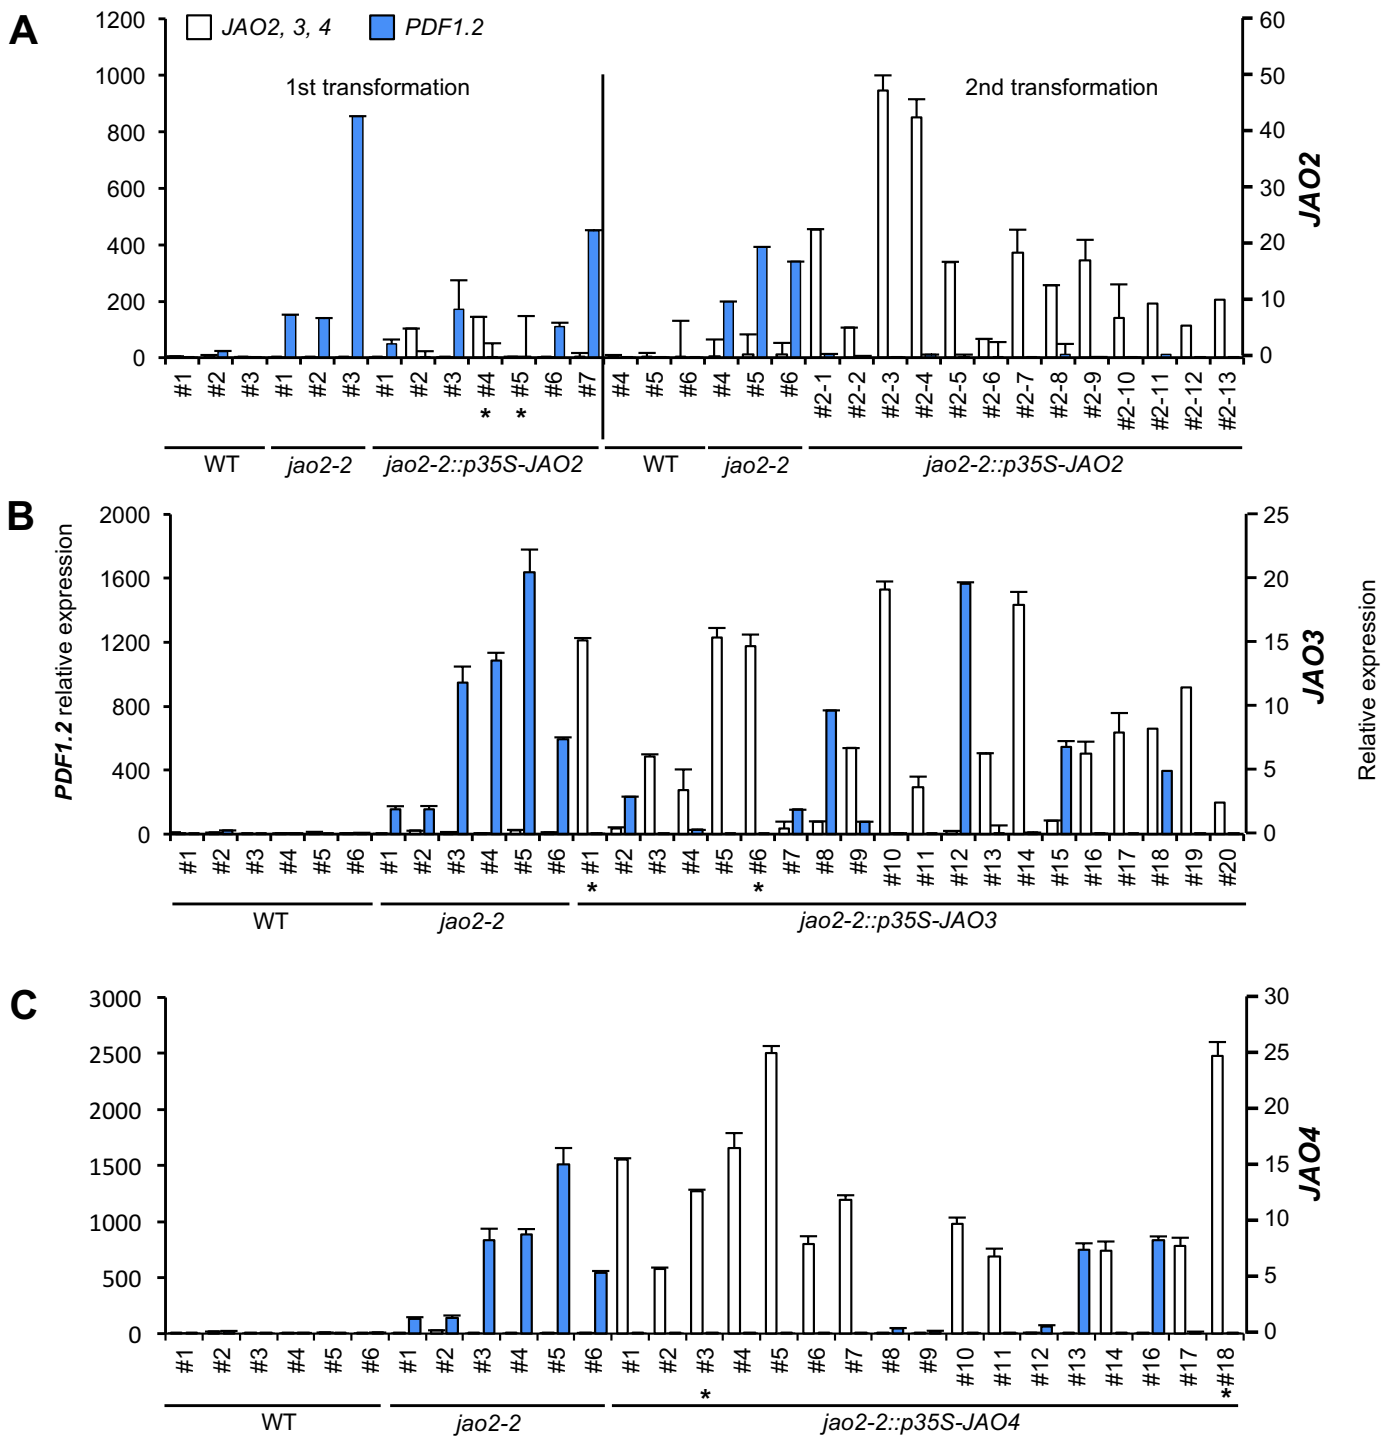 A
JAO2, 3, 4 PDF1.2
1st transformation 2nd transformation
1200
1000
800
600
400
200
0
60
50
40
30
20
10
0
JAO2
#1 #2 #3 #1 #2 #3 #1 #2 #3 #4 #5 #6 #7 #4 #5 #6 #4 #5 #6 #2-1 #2-2 #2-3 #2-4 #2-5 #2-6 #2-7 #2-8 #2-9 #2-10 #2-11 #2-12 #2-13
* *
WT jao2-2 jao2-2::p35S-JAO2 WT jao2-2 jao2-2::p35S-JAO2
B
PDF1.2 relative expression
2000
1600
1200
800
400
0
25
20
15
10
5
0
JAO3
Relative expression
#1 #2 #3 #4 #5 #6 #1 #2 #3 #4 #5 #6 #1 #2 #3 #4 #5 #6 #7 #8 #9 #10 #11 #12 #13 #14 #15 #16 #17 #18 #19 #20
* *
WT jao2-2 jao2-2::p35S-JAO3
C
3000
2500
2000
1500
1000
500
0
30
25
20
15
10
5
0
JAO4
#1 #2 #3 #4 #5 #6 #1 #2 #3 #4 #5 #6 #1 #2 #3 #4 #5 #6 #7 #8 #9 #10 #11 #12 #13 #14 #16 #17 #18
* *
WT jao2-2 jao2-2::p35S-JAO4